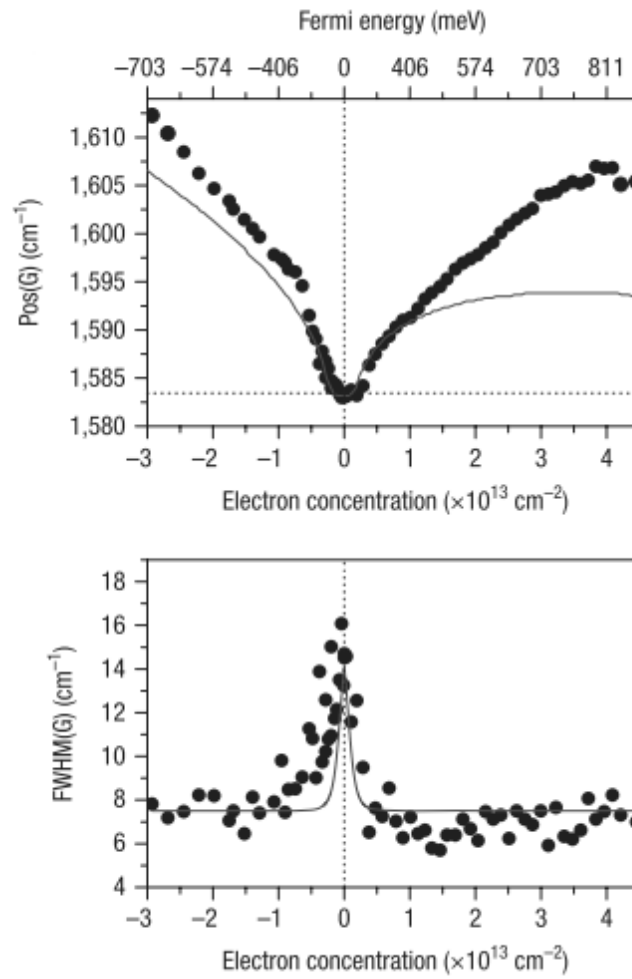 Fermi energy (meV)
–703 –574 –406 0 406 574 703 811
1,610
1,605
1,600
1,595
1,590
1,585
1,580
Pos(G) (cm⁻¹)
–3 –2 –1 0 1 2 3 4
Electron concentration (×10¹³ cm⁻²)
18
16
14
12
10
8
6
4
FWHM(G) (cm⁻¹)
–3 –2 –1 0 1 2 3 4
Electron concentration (×10¹³ cm⁻²)